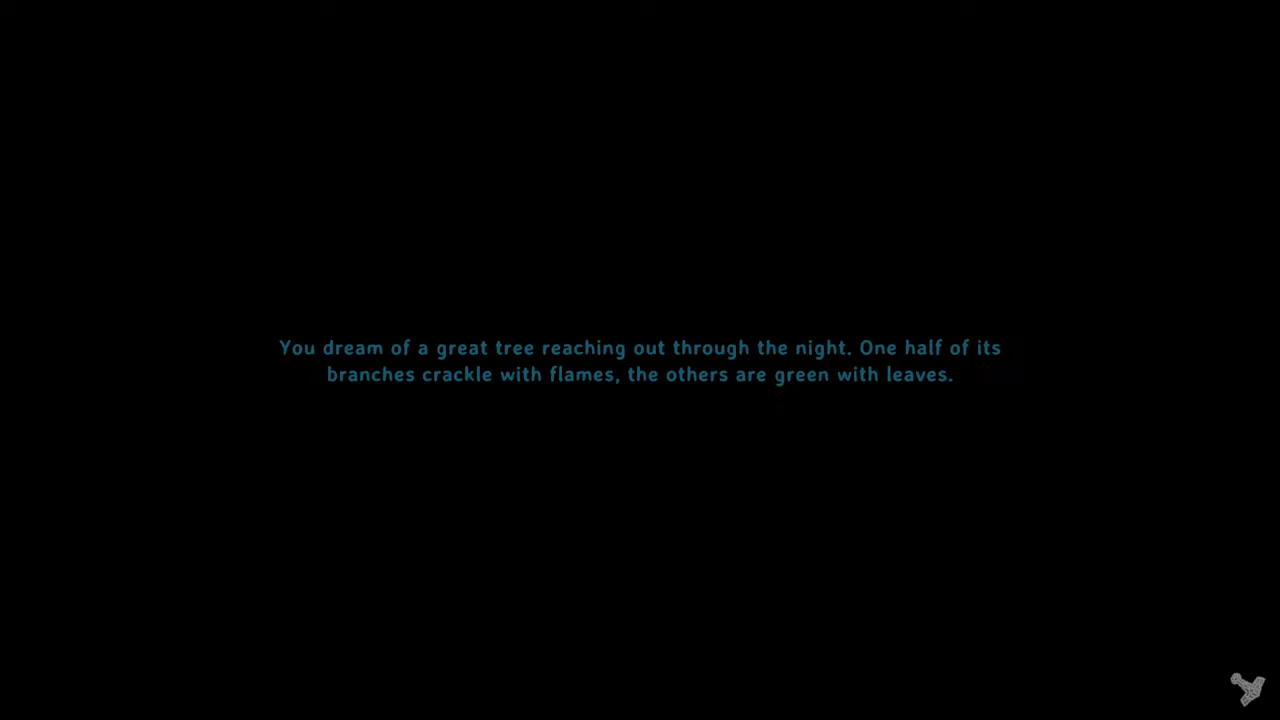 You dream of a great tree reaching out through the night. One half of its
branches crackle with flames, the others are green with leaves.